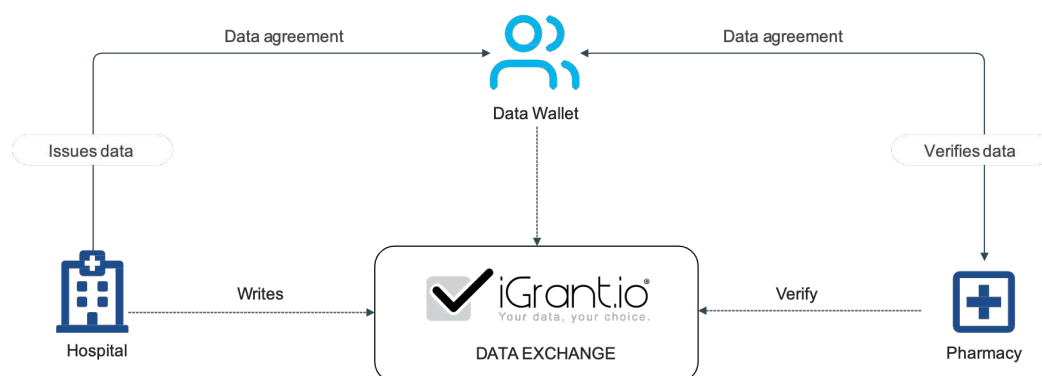 Data agreement
Data agreement
Data Wallet
Issues data
Verifies data
iGrant.io®
Your data, your choice.
Writes
Verify
DATA EXCHANGE
Hospital
Pharmacy